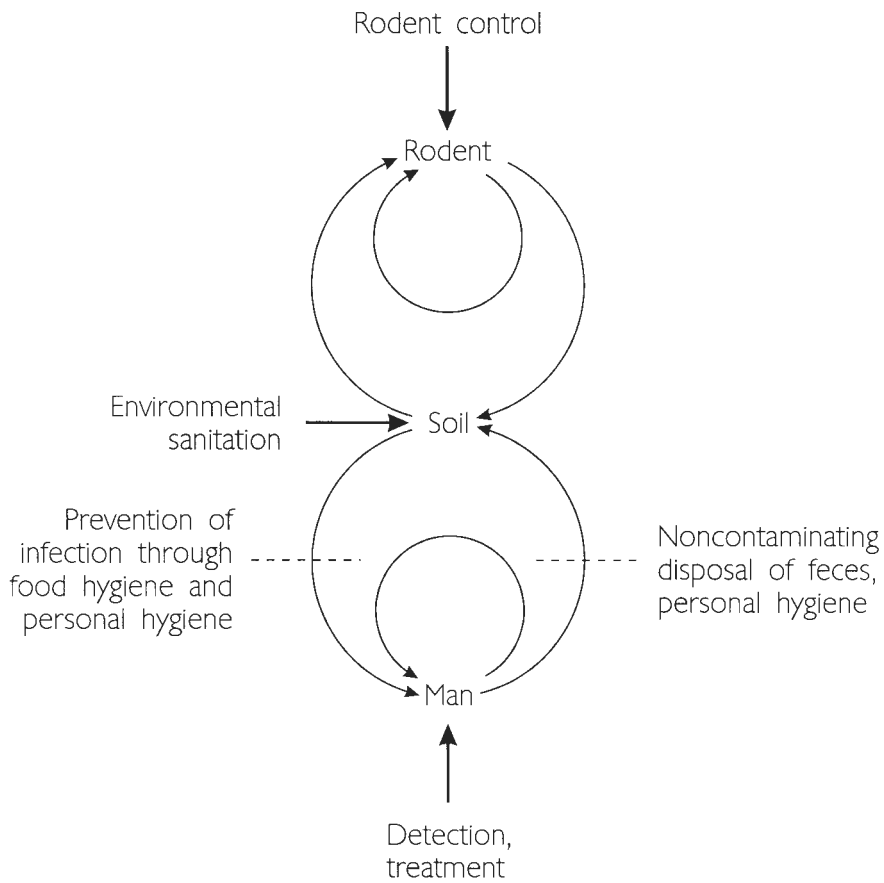 Rodent control
Rodent
Environmental
sanitation
Soil
Prevention of
infection through
food hygiene and
personal hygiene
Noncontaminating
disposal of feces,
personal hygiene
Man
Detection,
treatment